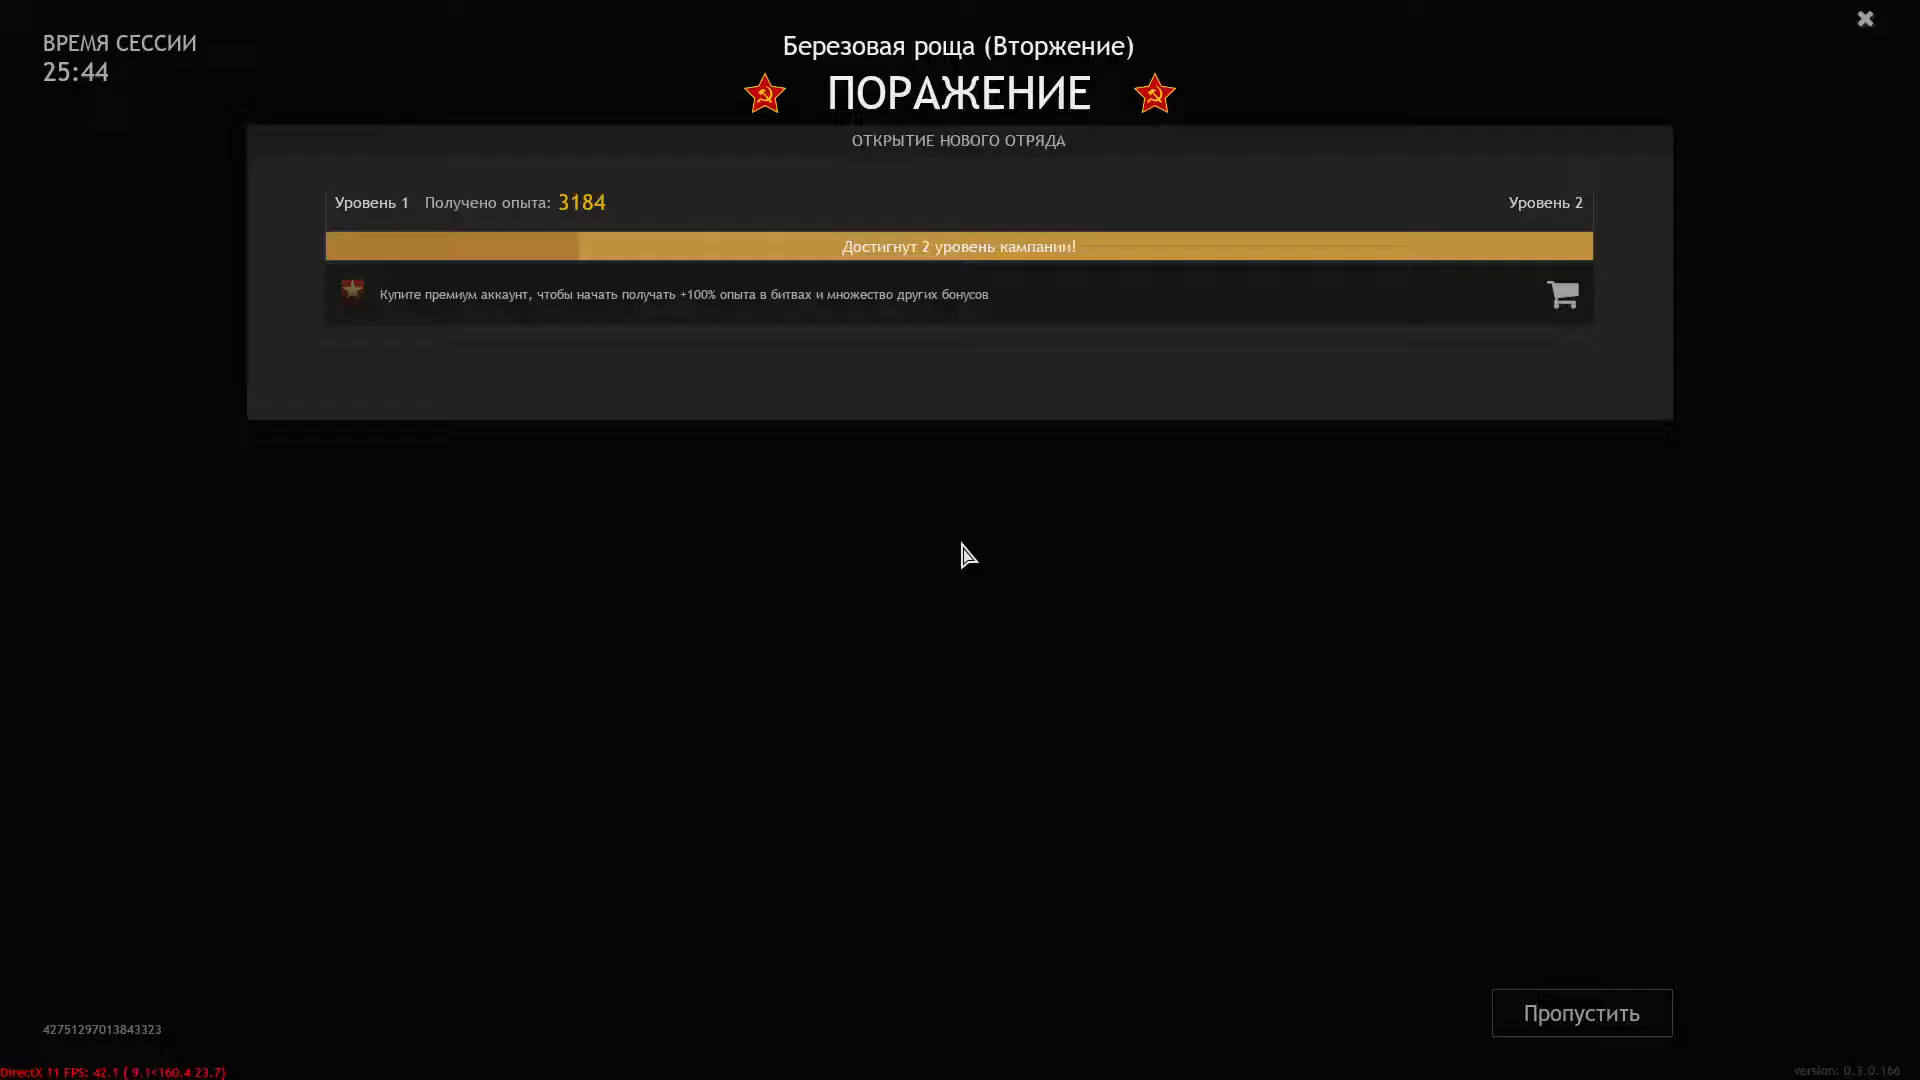 ВРЕМЯ СЕССИИ
25:44
Березовая роща (Вторжение)
ПОРАЖЕНИЕ
ОТКРЫТИЕ НОВОГО ОТРЯДА
Уровень 1 Получено опыта: 3184
Уровень 2
Достигнут 2 уровень кампании!
Купите премиум аккаунт, чтобы начать получать +100% опыта в битвах и множество других бонусов
Пропустить
42751297013843323
DirectX 11 FPS: 42.1 ( 9.1<160.4 23.7)
version: 0.3.0.166